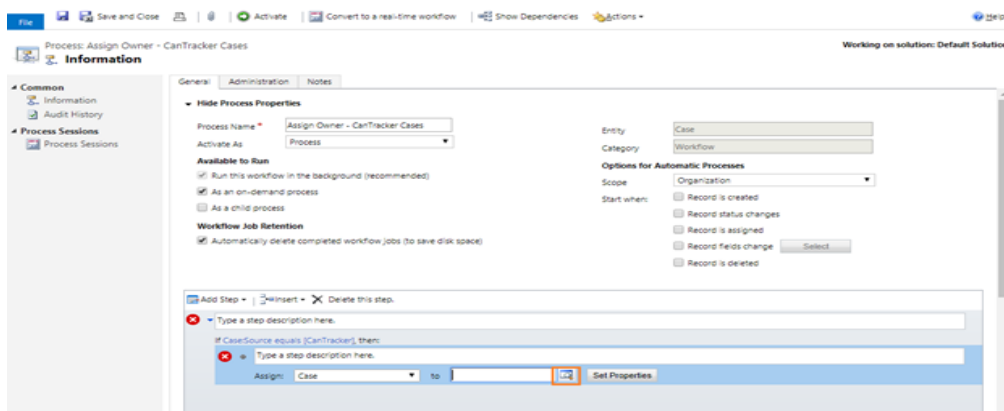 File Save and Close Activate Convert to a real-time workflow Show Dependencies Actions Help
Process: Assign Owner - CanTracker Cases
Information
Working on solution: Default Solution
Common
Information
Audit History
Process Sessions
Process Sessions
General Administration Notes
Hide Process Properties
Process Name * Assign Owner - CanTracker Cases
Activate As Process
Available to Run
Run this workflow in the background (recommended)
As an on-demand process
As a child process
Workflow Job Retention
Automatically delete completed workflow jobs (to save disk space)
Entity Case
Category Workflow
Options for Automatic Processes
Scope Organization
Start when: Record is created
Record status changes
Record is assigned
Record fields change Select
Record is deleted
Add Step Insert Delete this step.
Type a step description here.
If Case:Source equals [CanTracker], then:
Type a step description here.
Assign: Case to Set Properties